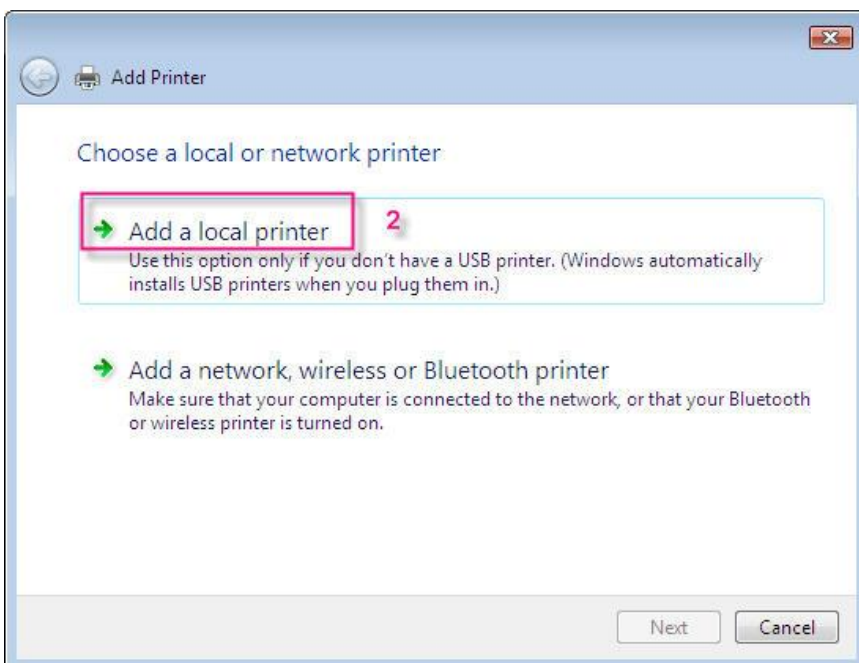 Add Printer
Choose a local or network printer
Add a local printer
2
Use this option only if you don't have a USB printer. (Windows automatically
installs USB printers when you plug them in.)
Add a network, wireless or Bluetooth printer
Make sure that your computer is connected to the network, or that your Bluetooth
or wireless printer is turned on.
Next
Cancel